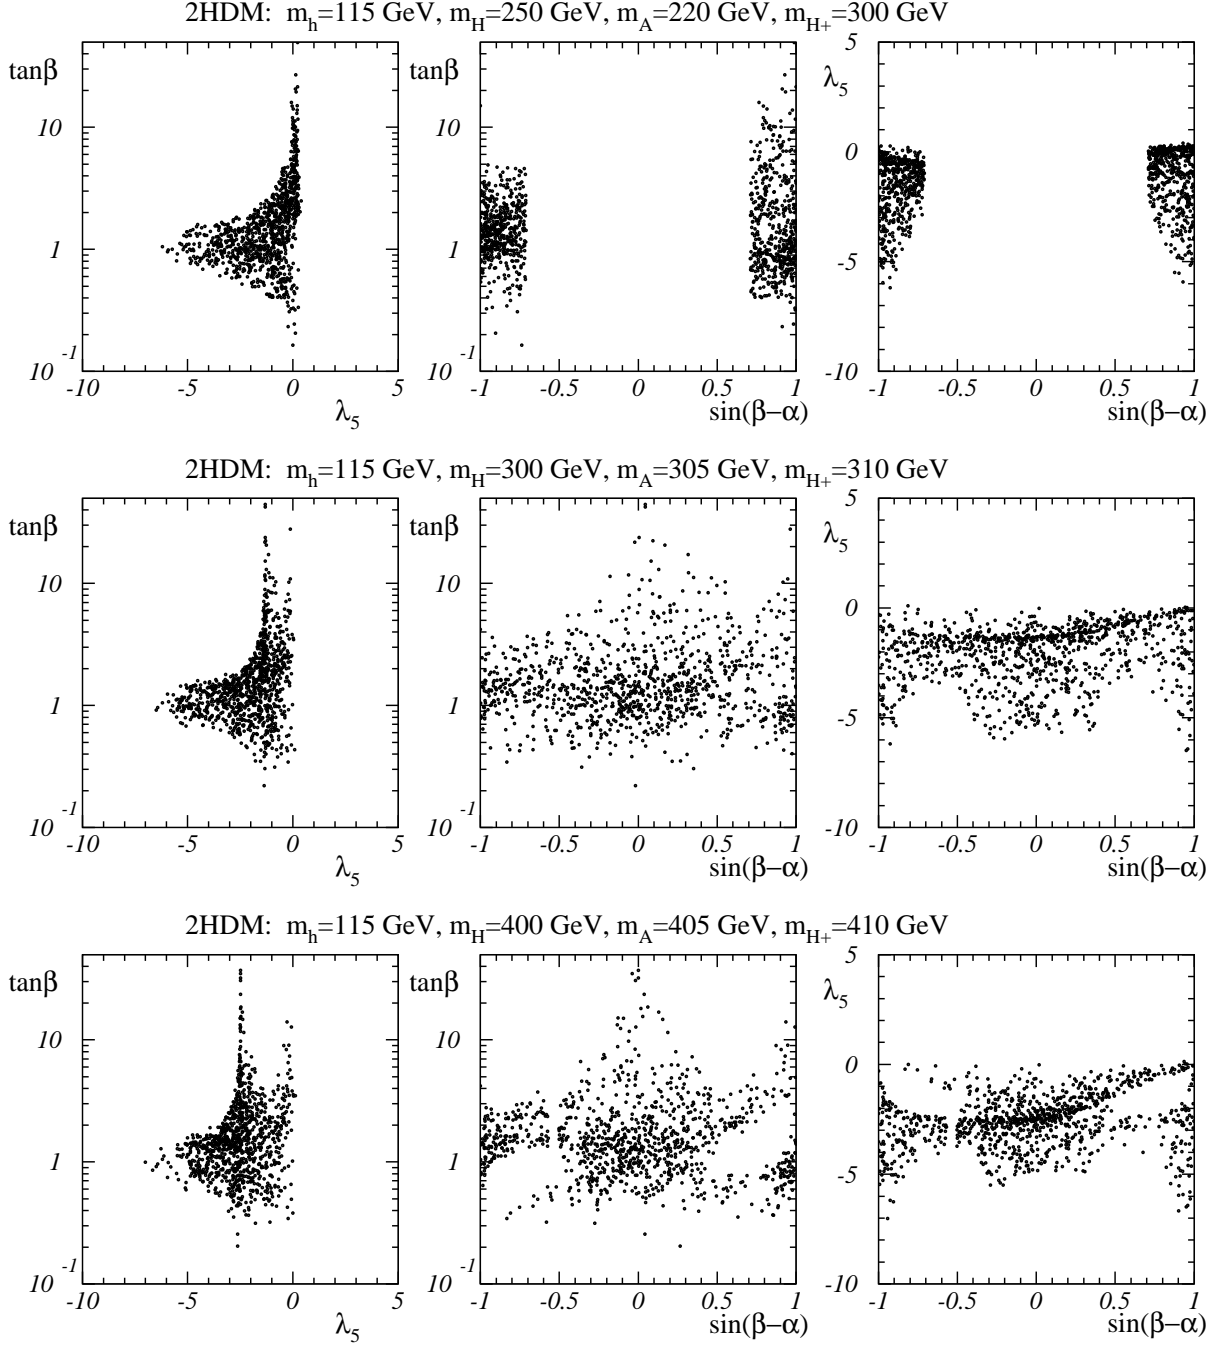 2HDM: m_h=115 GeV, m_H=250 GeV, m_A=220 GeV, m_H+=300 GeV
tanβ
10
1
10^-1
-10 -5 0 5
λ_5
tanβ
10
1
10^-1
-1 -0.5 0 0.5 1
sin(β−α)
λ_5
5
0
-5
-10
-1 -0.5 0 0.5 1
sin(β−α)
2HDM: m_h=115 GeV, m_H=300 GeV, m_A=305 GeV, m_H+=310 GeV
tanβ
10
1
10^-1
-10 -5 0 5
λ_5
tanβ
10
1
10^-1
-1 -0.5 0 0.5 1
sin(β−α)
λ_5
5
0
-5
-10
-1 -0.5 0 0.5 1
sin(β−α)
2HDM: m_h=115 GeV, m_H=400 GeV, m_A=405 GeV, m_H+=410 GeV
tanβ
10
1
10^-1
-10 -5 0 5
λ_5
tanβ
10
1
10^-1
-1 -0.5 0 0.5 1
sin(β−α)
λ_5
5
0
-5
-10
-1 -0.5 0 0.5 1
sin(β−α)